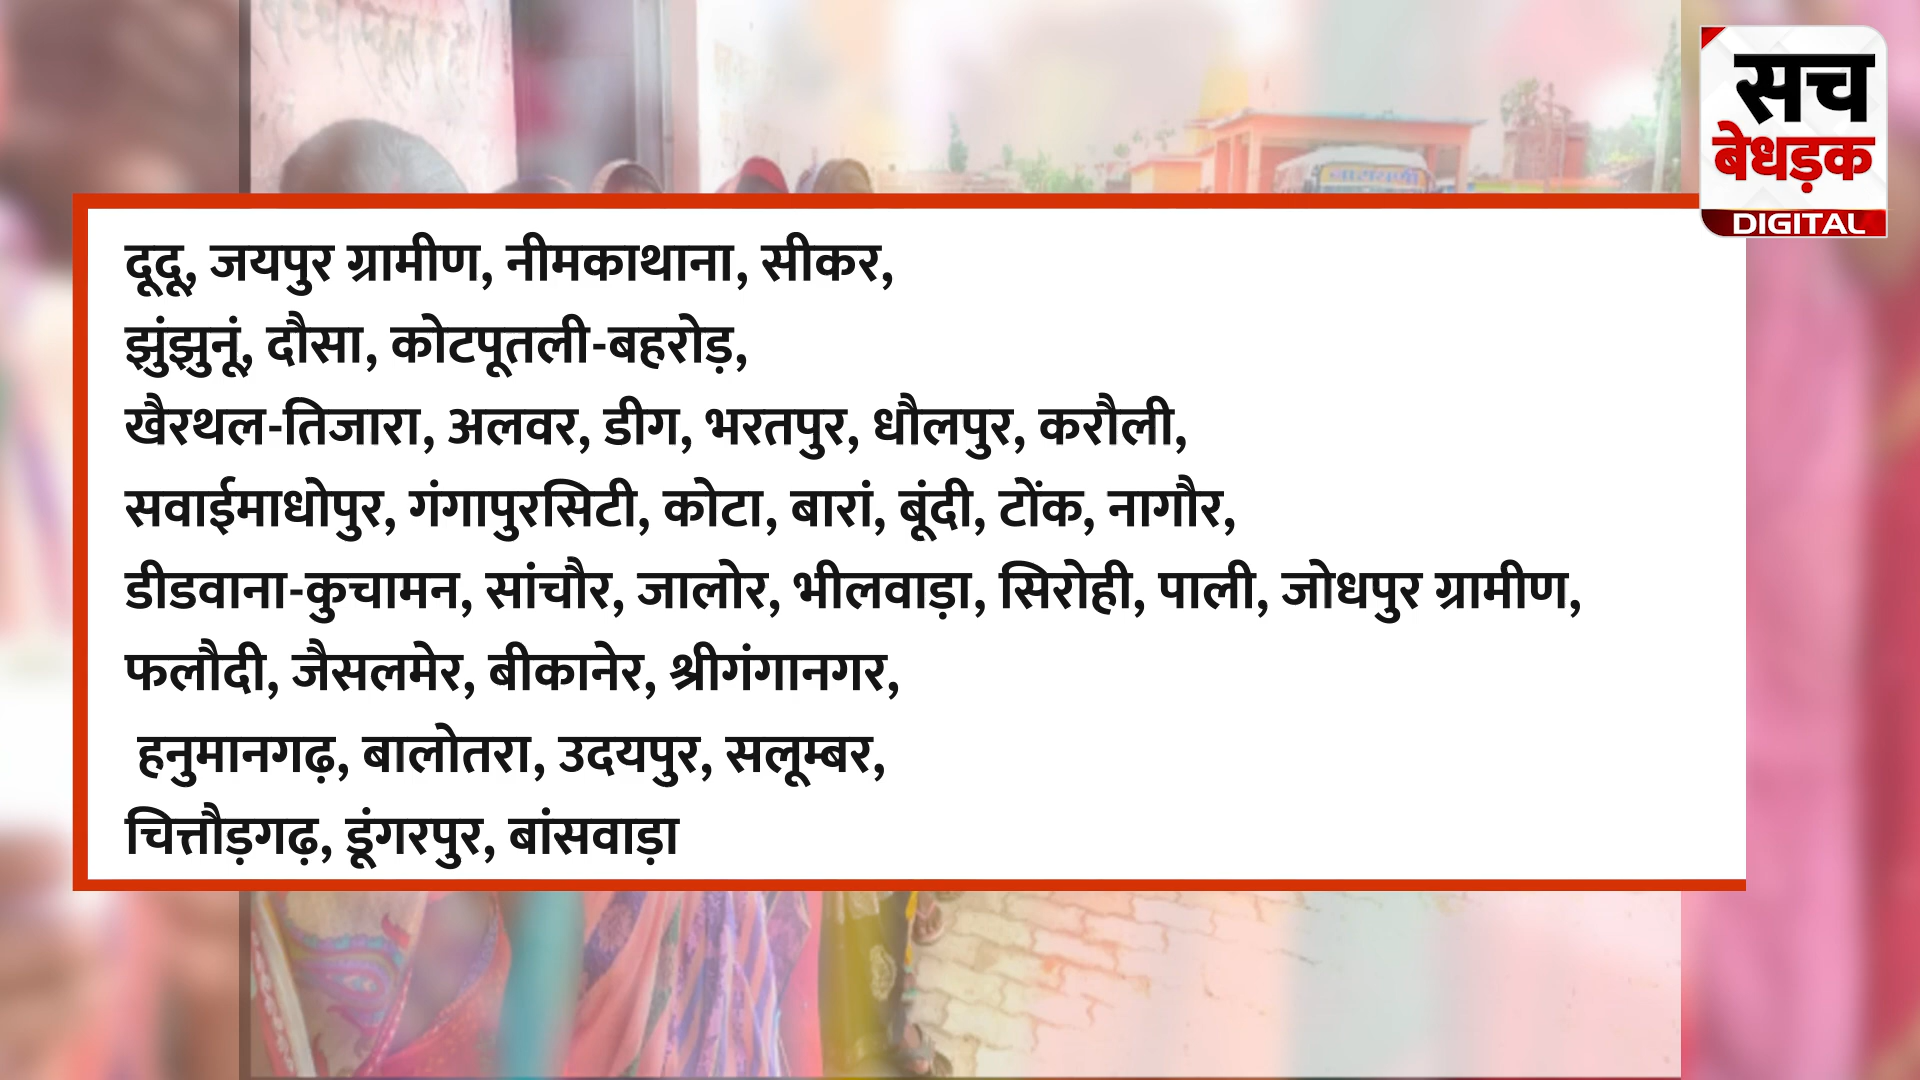 सच
बेधड़क
DIGITAL
नारायणी
दूदू, जयपुर ग्रामीण, नीमकाथाना, सीकर,
झुंझुनूं, दौसा, कोटपूतली-बहरोड़,
खैरथल-तिजारा, अलवर, डीग, भरतपुर, धौलपुर, करौली,
सवाईमाधोपुर, गंगापुरसिटी, कोटा, बारां, बूंदी, टोंक, नागौर,
डीडवाना-कुचामन, सांचौर, जालोर, भीलवाड़ा, सिरोही, पाली, जोधपुर ग्रामीण,
फलौदी, जैसलमेर, बीकानेर, श्रीगंगानगर,
हनुमानगढ़, बालोतरा, उदयपुर, सलूम्बर,
चित्तौड़गढ़, डूंगरपुर, बांसवाड़ा